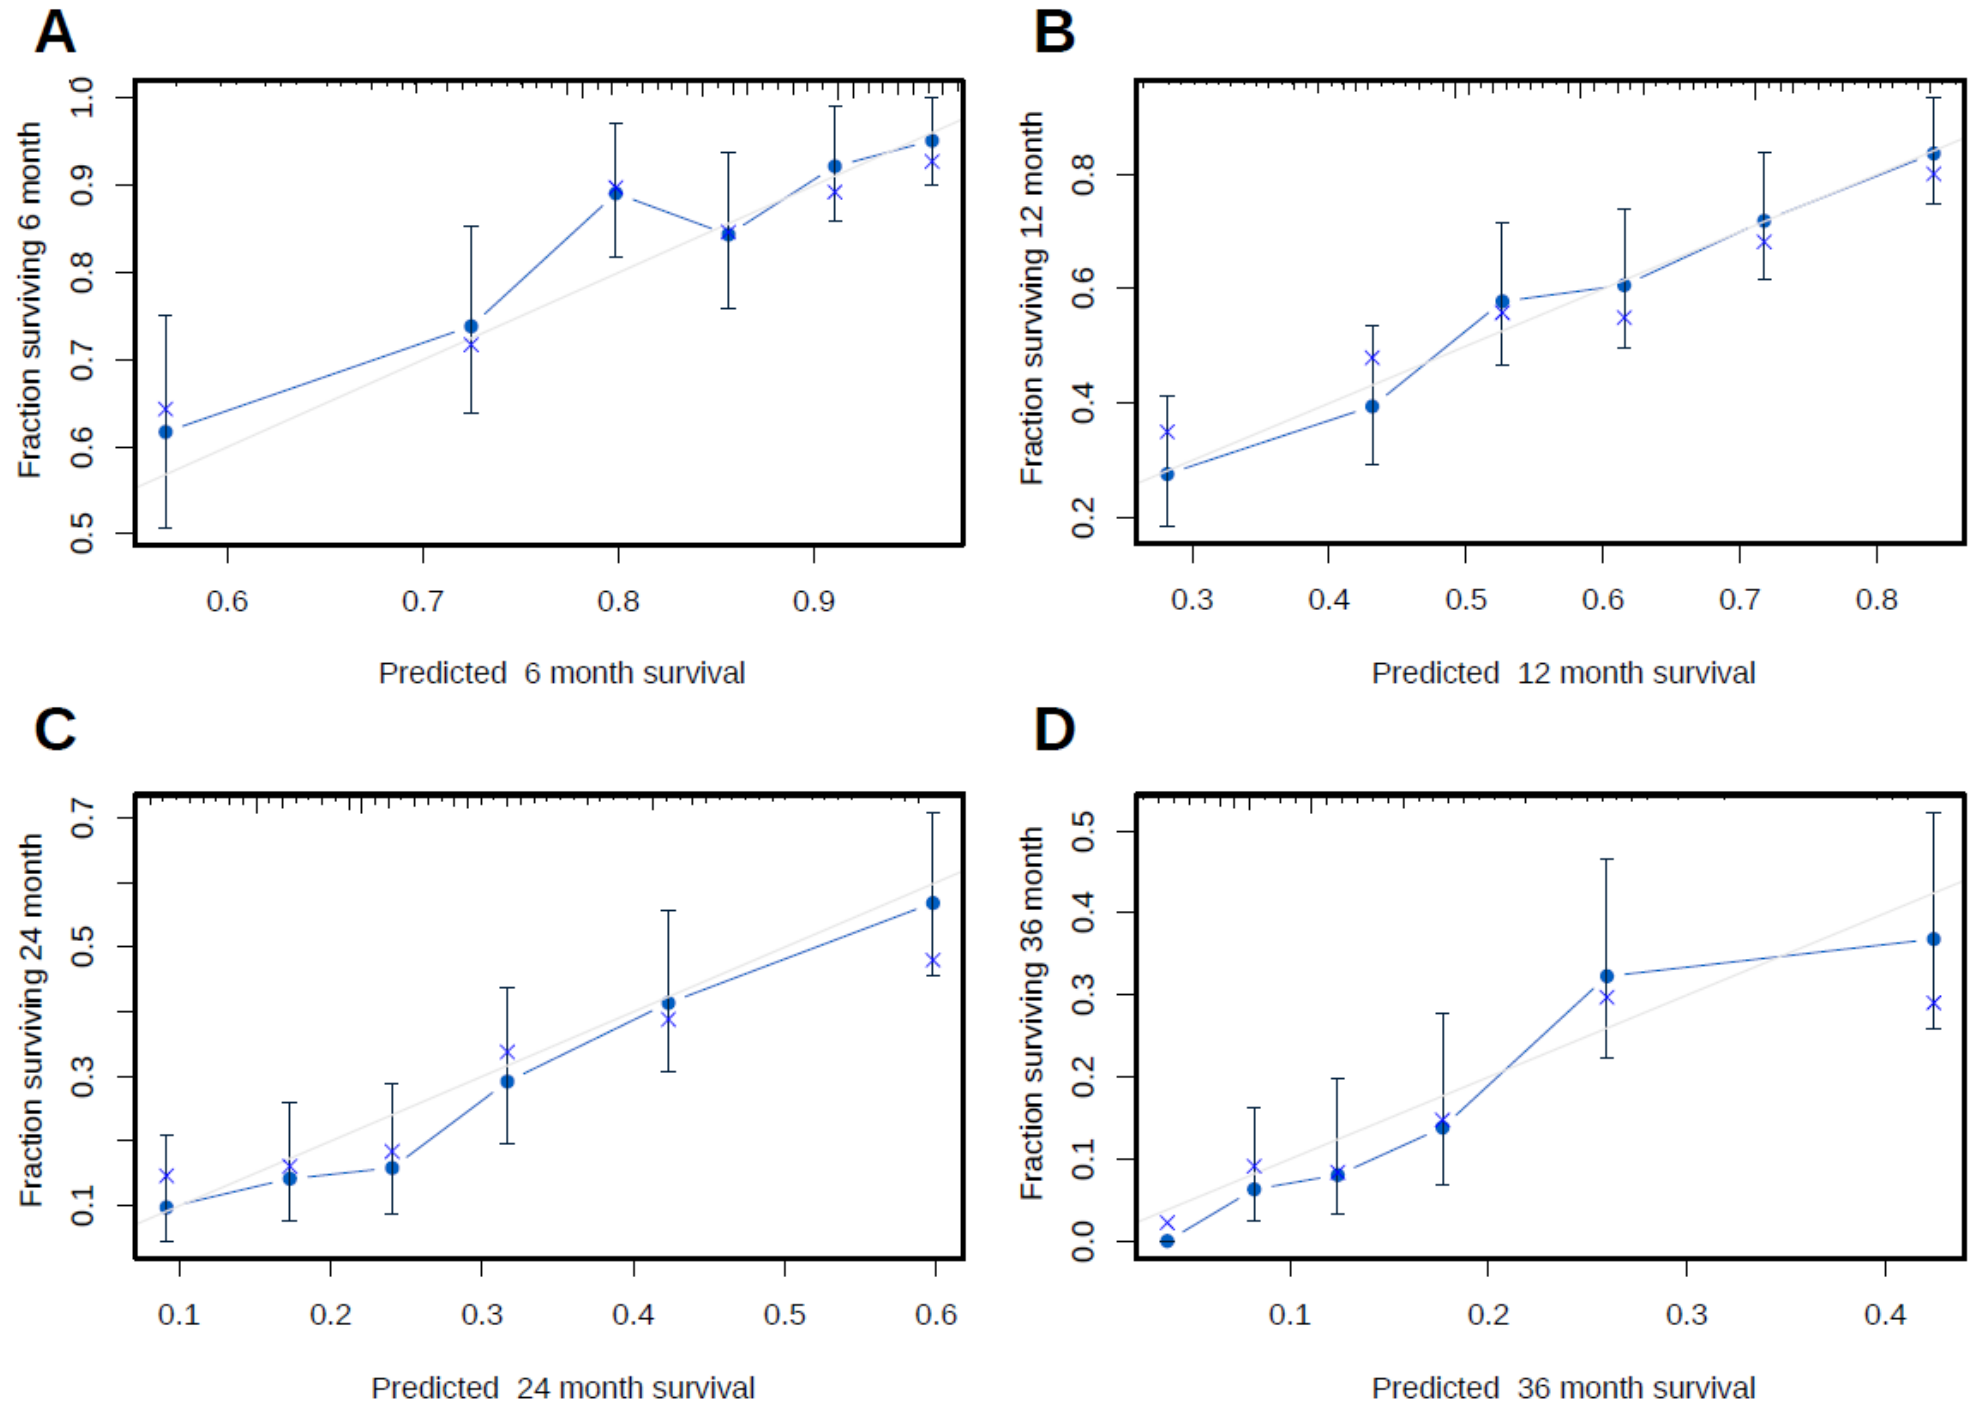 A
Fraction surviving 6 month
1.0
0.9
0.8
0.7
0.6
0.5
0.6 0.7 0.8 0.9
Predicted 6 month survival
B
Fraction surviving 12 month
0.8
0.6
0.4
0.2
0.3 0.4 0.5 0.6 0.7 0.8
Predicted 12 month survival
C
Fraction surviving 24 month
0.7
0.5
0.3
0.1
0.1 0.2 0.3 0.4 0.5 0.6
Predicted 24 month survival
D
Fraction surviving 36 month
0.5
0.4
0.3
0.2
0.1
0.0
0.1 0.2 0.3 0.4
Predicted 36 month survival